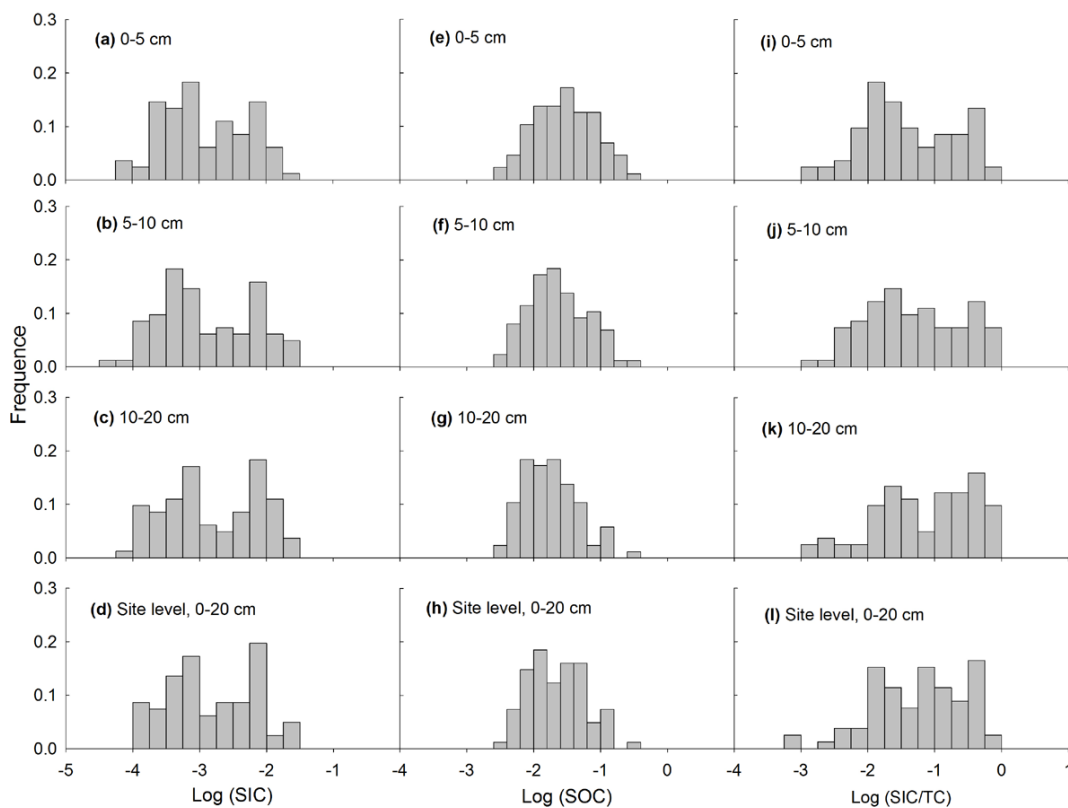 0.3
(a) 0-5 cm
(e) 0-5 cm
(i) 0-5 cm
0.2
0.1
0.0
0.3
(b) 5-10 cm
(f) 5-10 cm
(j) 5-10 cm
0.2
0.1
0.0
Frequence
0.3
(c) 10-20 cm
(g) 10-20 cm
(k) 10-20 cm
0.2
0.1
0.0
0.3
(d) Site level, 0-20 cm
(h) Site level, 0-20 cm
(l) Site level, 0-20 cm
0.2
0.1
0.0
-5 -4 -3 -2 -1 -4 -3 -2 -1 0 -4 -3 -2 -1 0 1
Log (SIC)
Log (SOC)
Log (SIC/TC)